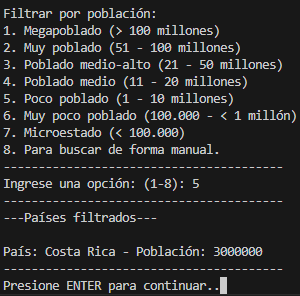 Filtrar por población:
1. Megapoblado (> 100 millones)
2. Muy poblado (51 - 100 millones)
3. Poblado medio-alto (21 - 50 millones)
4. Poblado medio (11 - 20 millones)
5. Poco poblado (1 - 10 millones)
6. Muy poco poblado (100.000 - < 1 millón)
7. Microestado (< 100.000)
8. Para buscar de forma manual.
----------------------------------------
Ingrese una opción: (1-8): 5
----------------------------------------
---Países filtrados---
País: Costa Rica - Población: 3000000
----------------------------------------
Presione ENTER para continuar..